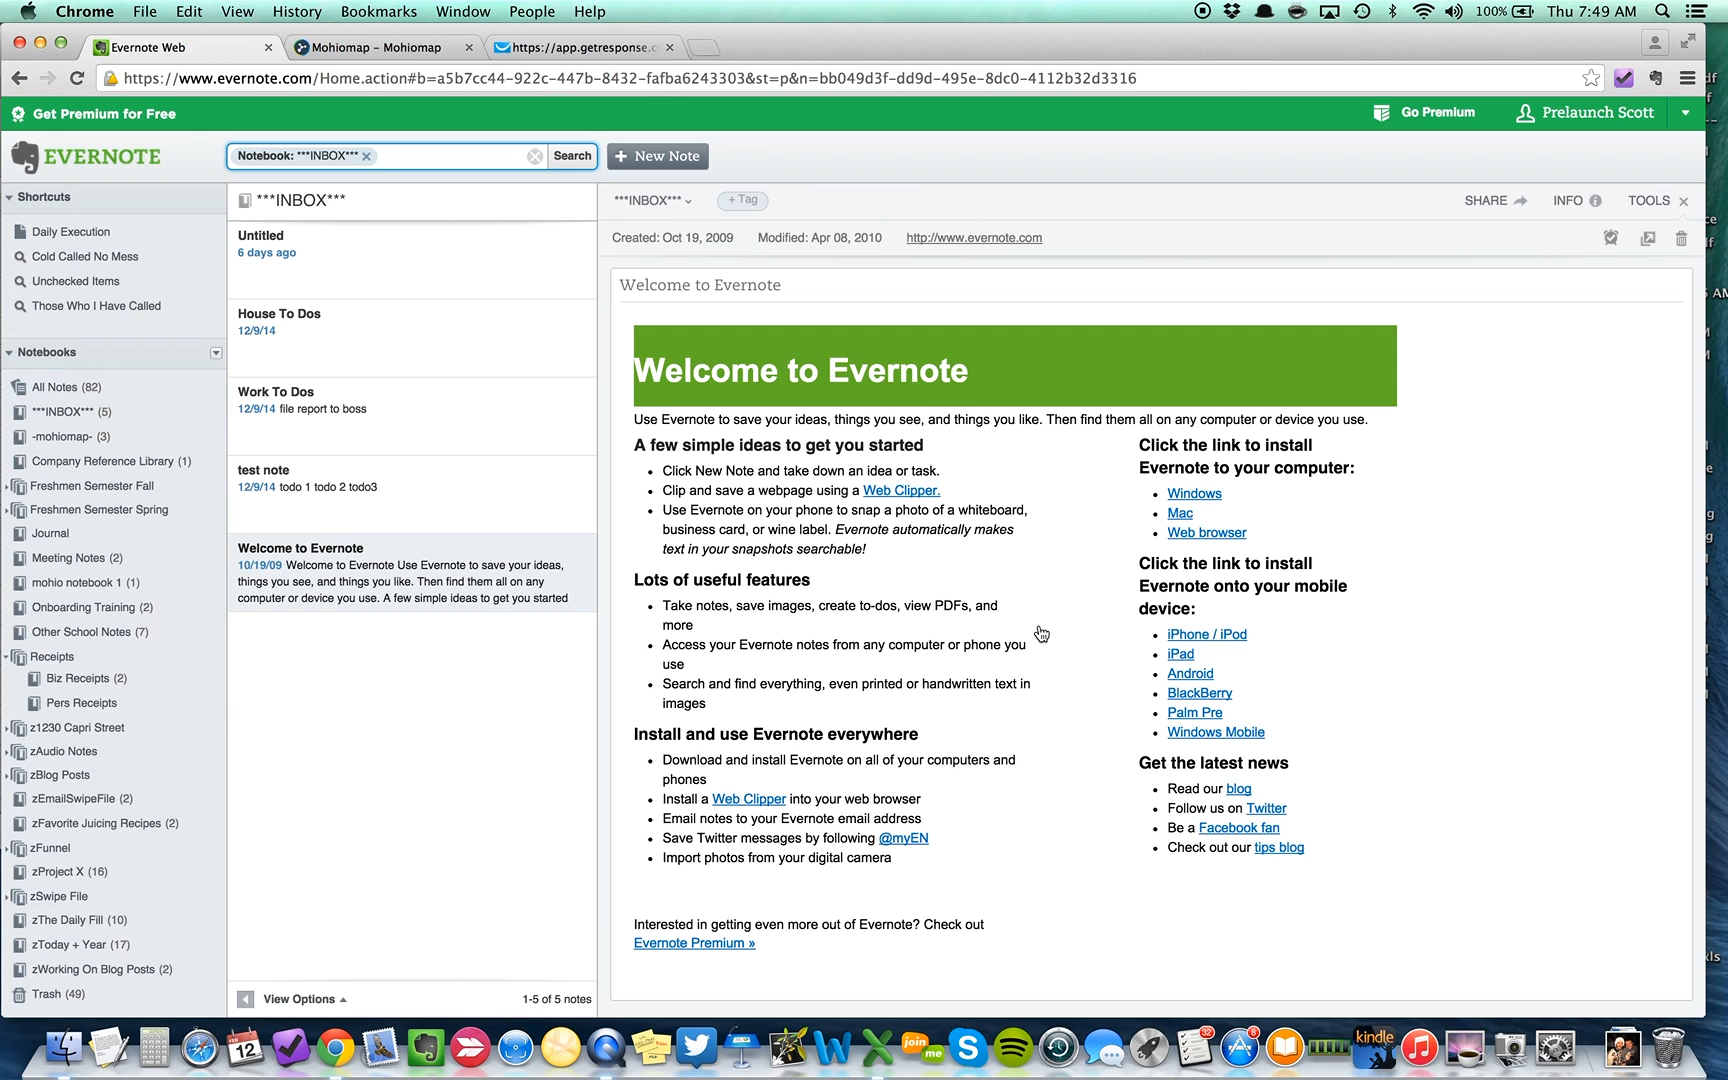 Chrome File Edit View History Bookmarks Window People Help
100% Thu 7:49 AM
Evernote Web
Mohiomap – Mohiomap
https://app.getresponse.c
https://www.evernote.com/Home.action#b=a5b7cc44-922c-447b-8432-fafba6243303&st=p&n=bb049d3f-dd9d-495e-8dc0-4112b32d3316
Get Premium for Free
Go Premium
Prelaunch Scott
EVERNOTE
Notebook: ***INBOX***
Search
+ New Note
Shortcuts
Daily Execution
Cold Called No Mess
Unchecked Items
Those Who I Have Called
Notebooks
All Notes (82)
***INBOX*** (5)
-mohiomap- (3)
Company Reference Library (1)
Freshmen Semester Fall
Freshmen Semester Spring
Journal
Meeting Notes (2)
mohio notebook 1 (1)
Onboarding Training (2)
Other School Notes (7)
Receipts
Biz Receipts (2)
Pers Receipts
z1230 Capri Street
zAudio Notes
zBlog Posts
zEmailSwipeFile (2)
zFavorite Juicing Recipes (2)
zFunnel
zProject X (16)
zSwipe File
zThe Daily Fill (10)
zToday + Year (17)
zWorking On Blog Posts (2)
Trash (49)
***INBOX***
Untitled
6 days ago
House To Dos
12/9/14
Work To Dos
12/9/14 file report to boss
test note
12/9/14 todo 1 todo 2 todo3
Welcome to Evernote
10/19/09 Welcome to Evernote Use Evernote to save your ideas,
things you see, and things you like. Then find them all on any
computer or device you use. A few simple ideas to get you started
View Options
1-5 of 5 notes
***INBOX***
+ Tag
SHARE
INFO
TOOLS
Created: Oct 19, 2009
Modified: Apr 08, 2010
http://www.evernote.com
Welcome to Evernote
Welcome to Evernote
Use Evernote to save your ideas, things you see, and things you like. Then find them all on any computer or device you use.
A few simple ideas to get you started
Click New Note and take down an idea or task.
Clip and save a webpage using a Web Clipper.
Use Evernote on your phone to snap a photo of a whiteboard,
business card, or wine label. Evernote automatically makes
text in your snapshots searchable!
Lots of useful features
Take notes, save images, create to-dos, view PDFs, and
more
Access your Evernote notes from any computer or phone you
use
Search and find everything, even printed or handwritten text in
images
Install and use Evernote everywhere
Download and install Evernote on all of your computers and
phones
Install a Web Clipper into your web browser
Email notes to your Evernote email address
Save Twitter messages by following @myEN
Import photos from your digital camera
Interested in getting even more out of Evernote? Check out
Evernote Premium »
Click the link to install
Evernote to your computer:
Windows
Mac
Web browser
Click the link to install
Evernote onto your mobile
device:
iPhone / iPod
iPad
Android
BlackBerry
Palm Pre
Windows Mobile
Get the latest news
Read our blog
Follow us on Twitter
Be a Facebook fan
Check out our tips blog
12
join
me
32
8
kindle